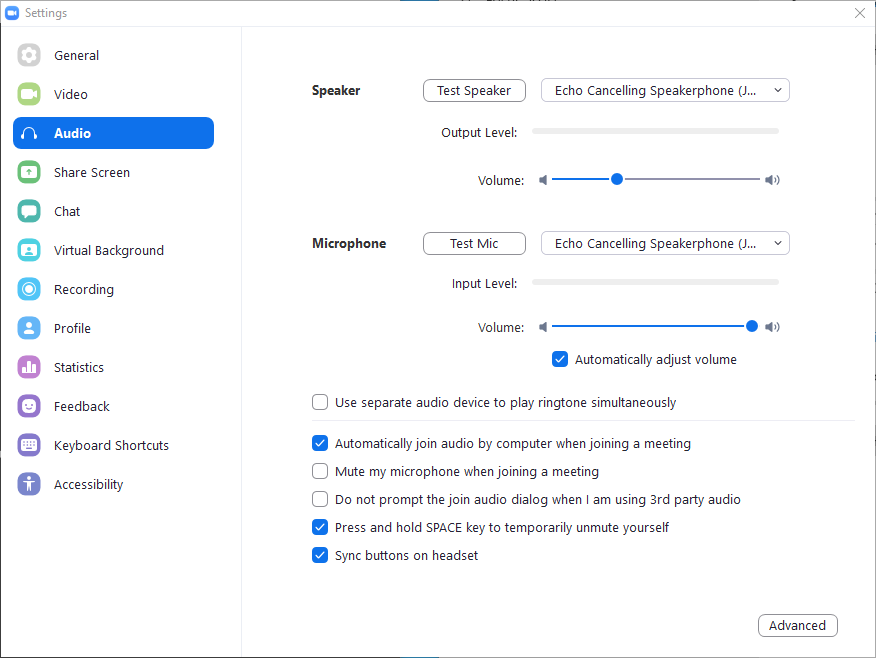 Settings
General
Video
Audio
Share Screen
Chat
Virtual Background
Recording
Profile
Statistics
Feedback
Keyboard Shortcuts
Accessibility
Speaker Test Speaker Echo Cancelling Speakerphone (J...
Output Level:
Volume:
Microphone Test Mic Echo Cancelling Speakerphone (J...
Input Level:
Volume:
Automatically adjust volume
Use separate audio device to play ringtone simultaneously
Automatically join audio by computer when joining a meeting
Mute my microphone when joining a meeting
Do not prompt the join audio dialog when I am using 3rd party audio
Press and hold SPACE key to temporarily unmute yourself
Sync buttons on headset
Advanced